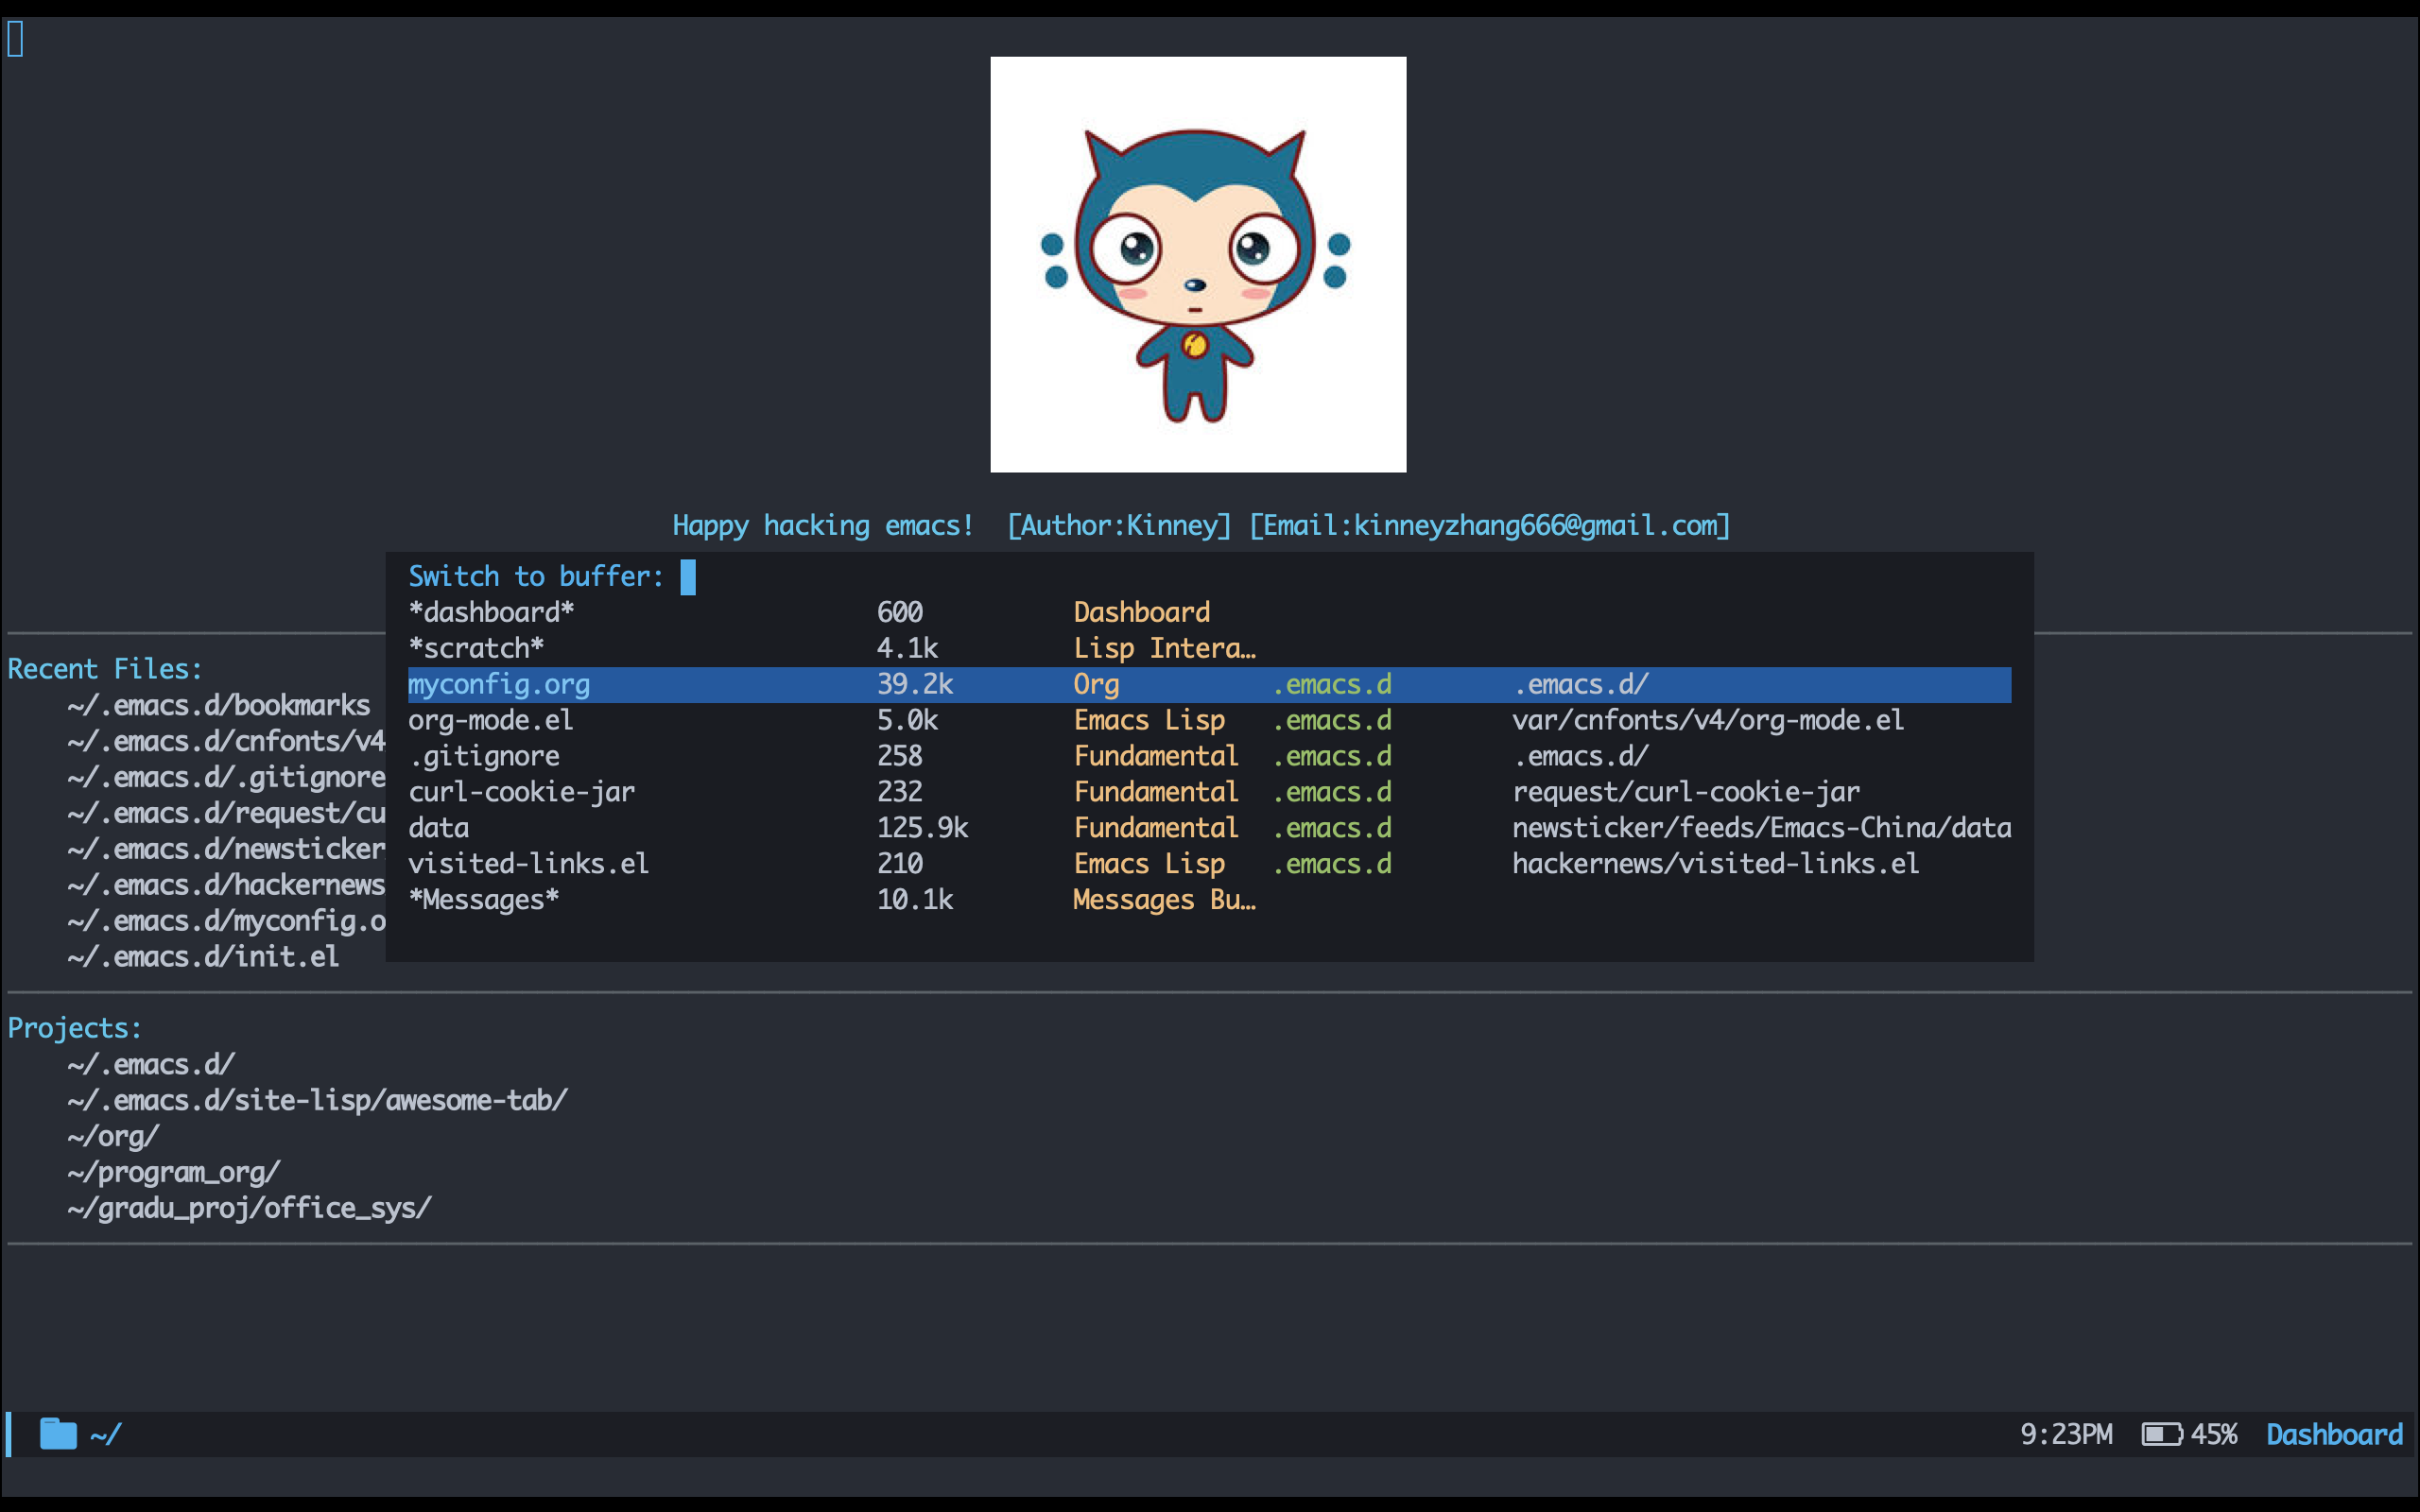 Happy hacking emacs!  [Author:Kinney] [Email:kinneyzhang666@gmail.com]
Switch to buffer:
*dashboard* 600 Dashboard
*scratch* 4.1k Lisp Intera…
myconfig.org 39.2k Org .emacs.d .emacs.d/
org-mode.el 5.0k Emacs Lisp .emacs.d var/cnfonts/v4/org-mode.el
.gitignore 258 Fundamental .emacs.d .emacs.d/
curl-cookie-jar 232 Fundamental .emacs.d request/curl-cookie-jar
data 125.9k Fundamental .emacs.d newsticker/feeds/Emacs-China/data
visited-links.el 210 Emacs Lisp .emacs.d hackernews/visited-links.el
*Messages* 10.1k Messages Bu…
Recent Files:
~/.emacs.d/bookmarks
~/.emacs.d/cnfonts/v4
~/.emacs.d/.gitignore
~/.emacs.d/request/cu
~/.emacs.d/newsticker
~/.emacs.d/hackernews
~/.emacs.d/myconfig.o
~/.emacs.d/init.el
Projects:
~/.emacs.d/
~/.emacs.d/site-lisp/awesome-tab/
~/org/
~/program_org/
~/gradu_proj/office_sys/
~/ 9:23PM 45% Dashboard